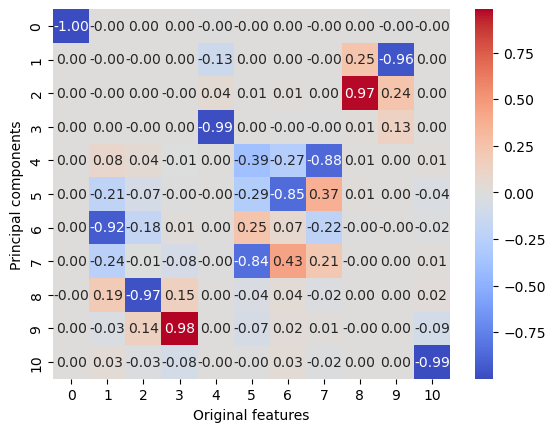 0 -1.00 -0.00 0.00 0.00 -0.00 0.00 -0.00 0.00 -0.00 -0.00 -0.00
1 0.00 -0.00 -0.00 0.00 -0.13 0.00 -0.00 -0.00 0.25 -0.96 0.00
2 0.00 -0.00 -0.00 -0.00 0.04 0.01 0.01 0.00 0.97 0.24 0.00
3 0.00 0.00 0.00 -0.00 -0.99 -0.00 0.00 -0.00 0.01 0.13 0.00
4 0.00 0.08 0.04 -0.01 0.00 -0.39 -0.27 -0.88 0.01 0.00 0.01
5 0.00 -0.21 -0.07 -0.00 -0.00 -0.29 -0.85 0.37 0.01 0.00 -0.04
6 0.00 -0.92 -0.18 0.01 0.00 0.25 0.07 -0.22 -0.00 -0.00 -0.02
7 0.00 -0.24 -0.01 -0.08 -0.00 -0.84 0.43 0.21 -0.00 0.00 0.01
8 -0.00 0.19 -0.97 0.15 0.00 -0.04 0.04 -0.02 0.00 0.00 0.02
9 0.00 -0.03 0.14 0.98 0.00 -0.07 0.02 0.01 -0.00 0.00 -0.09
10 0.00 0.03 -0.03 -0.08 -0.00 -0.00 0.03 -0.02 0.00 0.00 -0.99
0 1 2 3 4 5 6 7 8 9 10
Original features
Principal components
0.75
0.50
0.25
0.00
-0.25
-0.50
-0.75